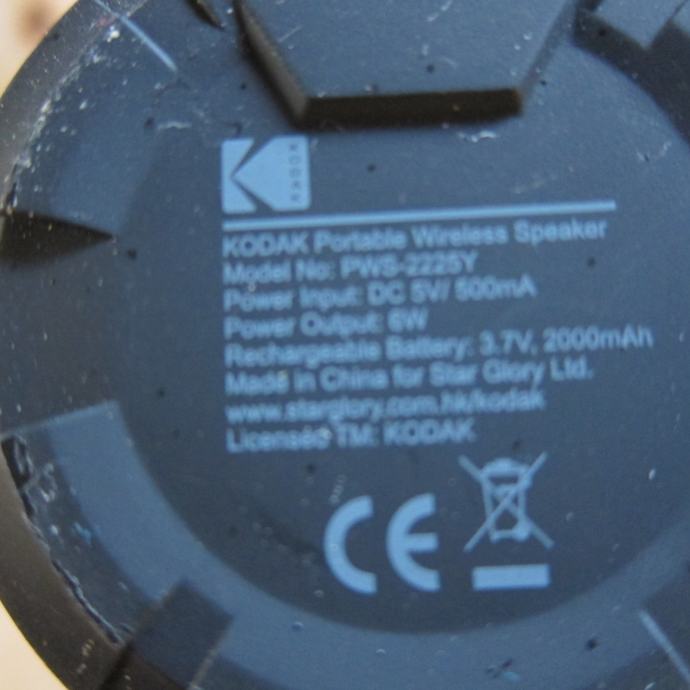 KODAK
KODAK Portable Wireless Speaker
Model No: PWS-2225Y
Power Input: DC 5V/ 500mA
Power Output: 6W
Rechargeable Battery: 3.7V, 2000mAh
Made in China for Star Glory Ltd.
www.starglory.com.hk/kodak
Licensed TM: KODAK
CE